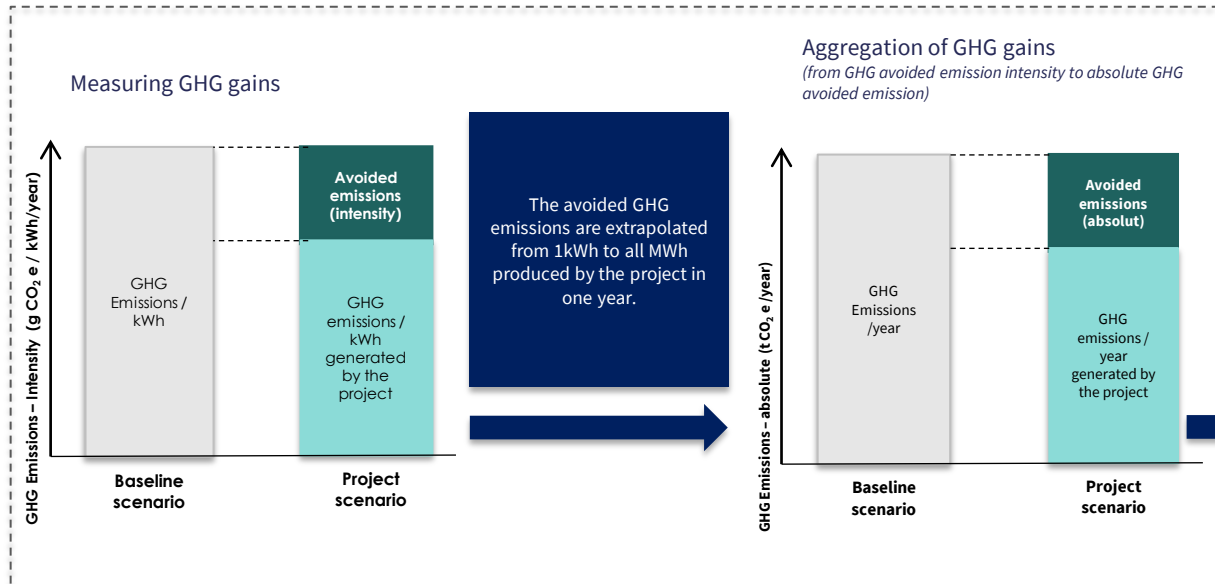 Measuring GHG gains
GHG Emissions – Intensity (g CO₂ e / kWh/year)
GHG
Emissions /
kWh
Avoided
emissions
(intensity)
GHG
emissions /
kWh
generated
by the
project
Baseline
scenario
Project
scenario
The avoided GHG
emissions are extrapolated
from 1kWh to all MWh
produced by the project in
one year.
Aggregation of GHG gains
(from GHG avoided emission intensity to absolute GHG
avoided emission)
GHG Emissions – absolute (t CO₂ e /year)
GHG
Emissions
/year
Avoided
emissions
(absolut)
GHG
emissions /
year
generated by
the project
Baseline
scenario
Project
scenario